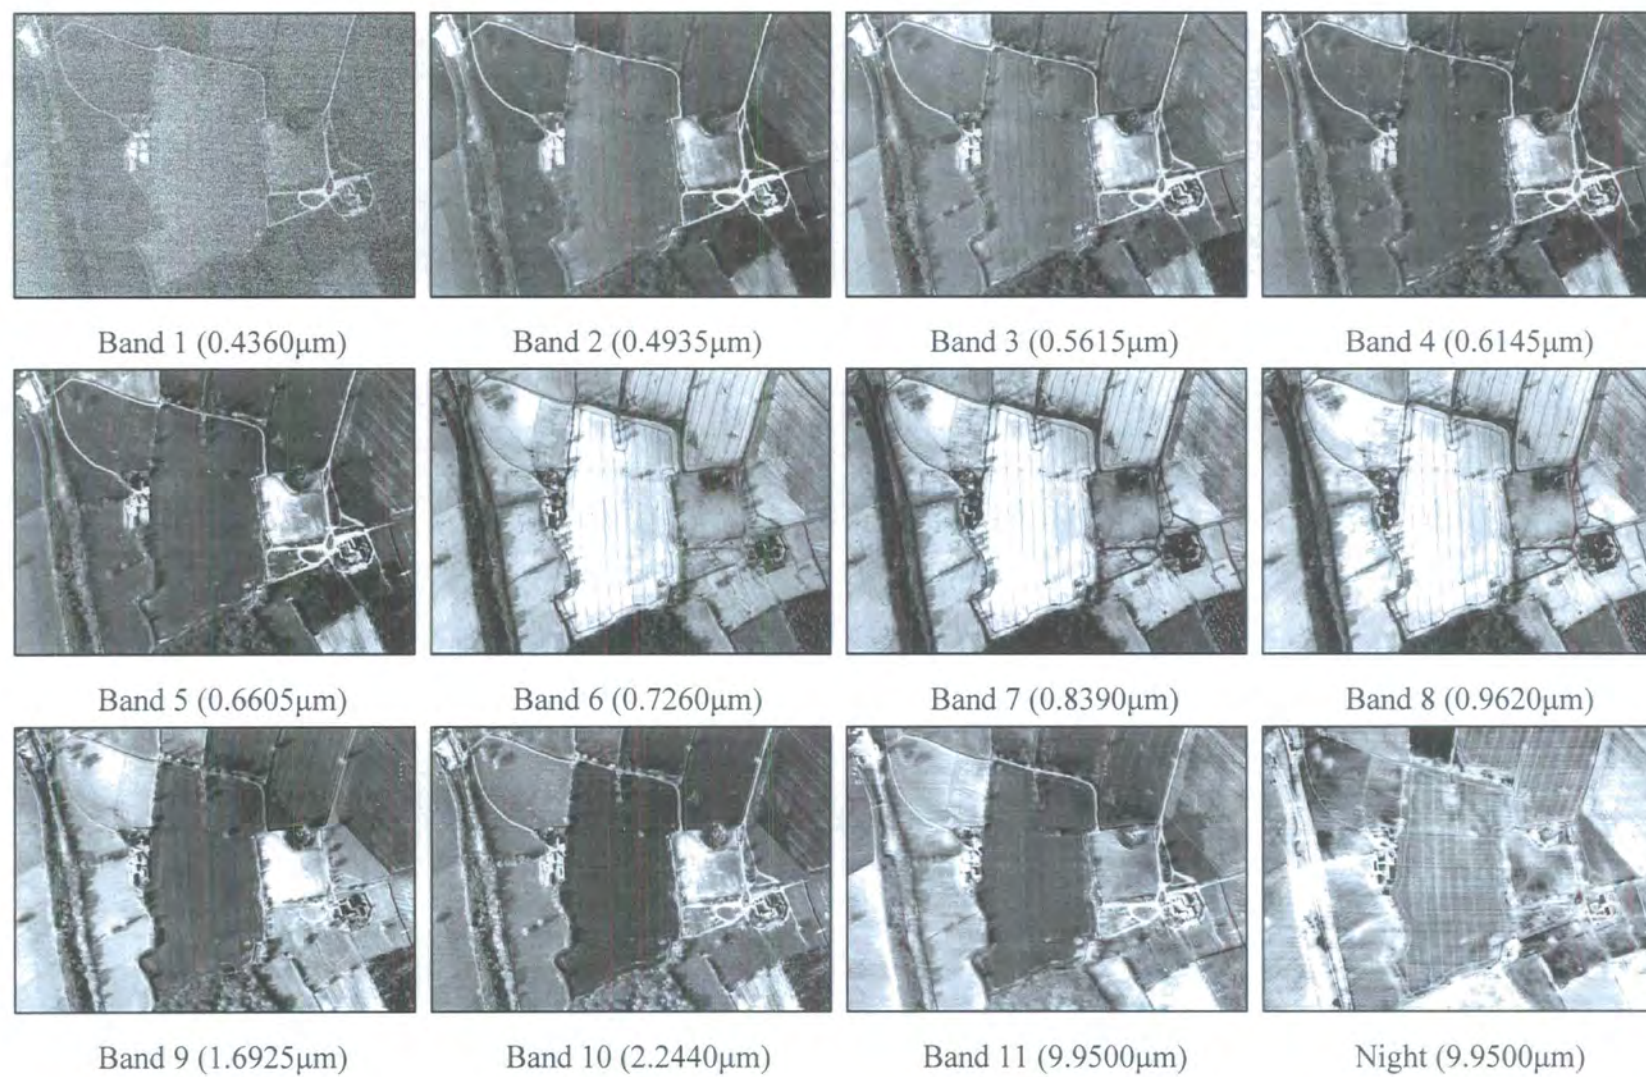 Band 1 (0.4360μm) Band 2 (0.4935μm) Band 3 (0.5615μm) Band 4 (0.6145μm)
Band 5 (0.6605μm) Band 6 (0.7260μm) Band 7 (0.8390μm) Band 8 (0.9620μm)
Band 9 (1.6925μm) Band 10 (2.2440μm) Band 11 (9.9500μm) Night (9.9500μm)